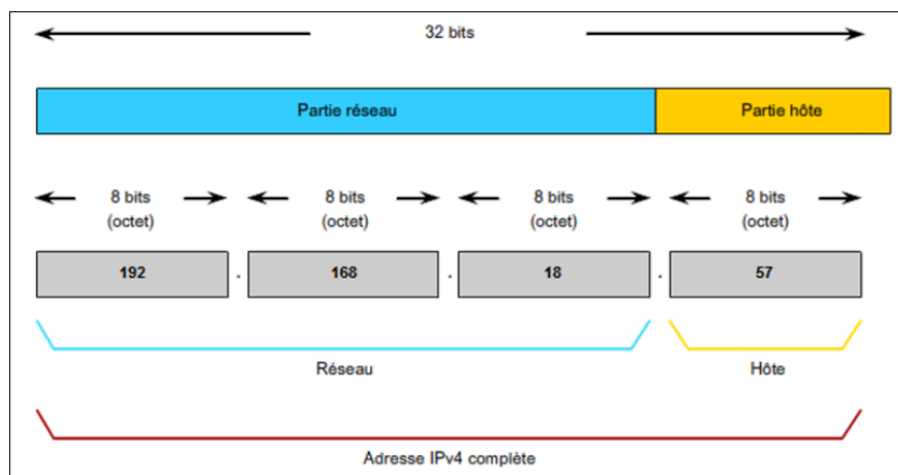 32 bits
Partie réseau Partie hôte
8 bits 8 bits 8 bits 8 bits
(octet) (octet) (octet) (octet)
192 . 168 . 18 . 57
Réseau Hôte
Adresse IPv4 complète